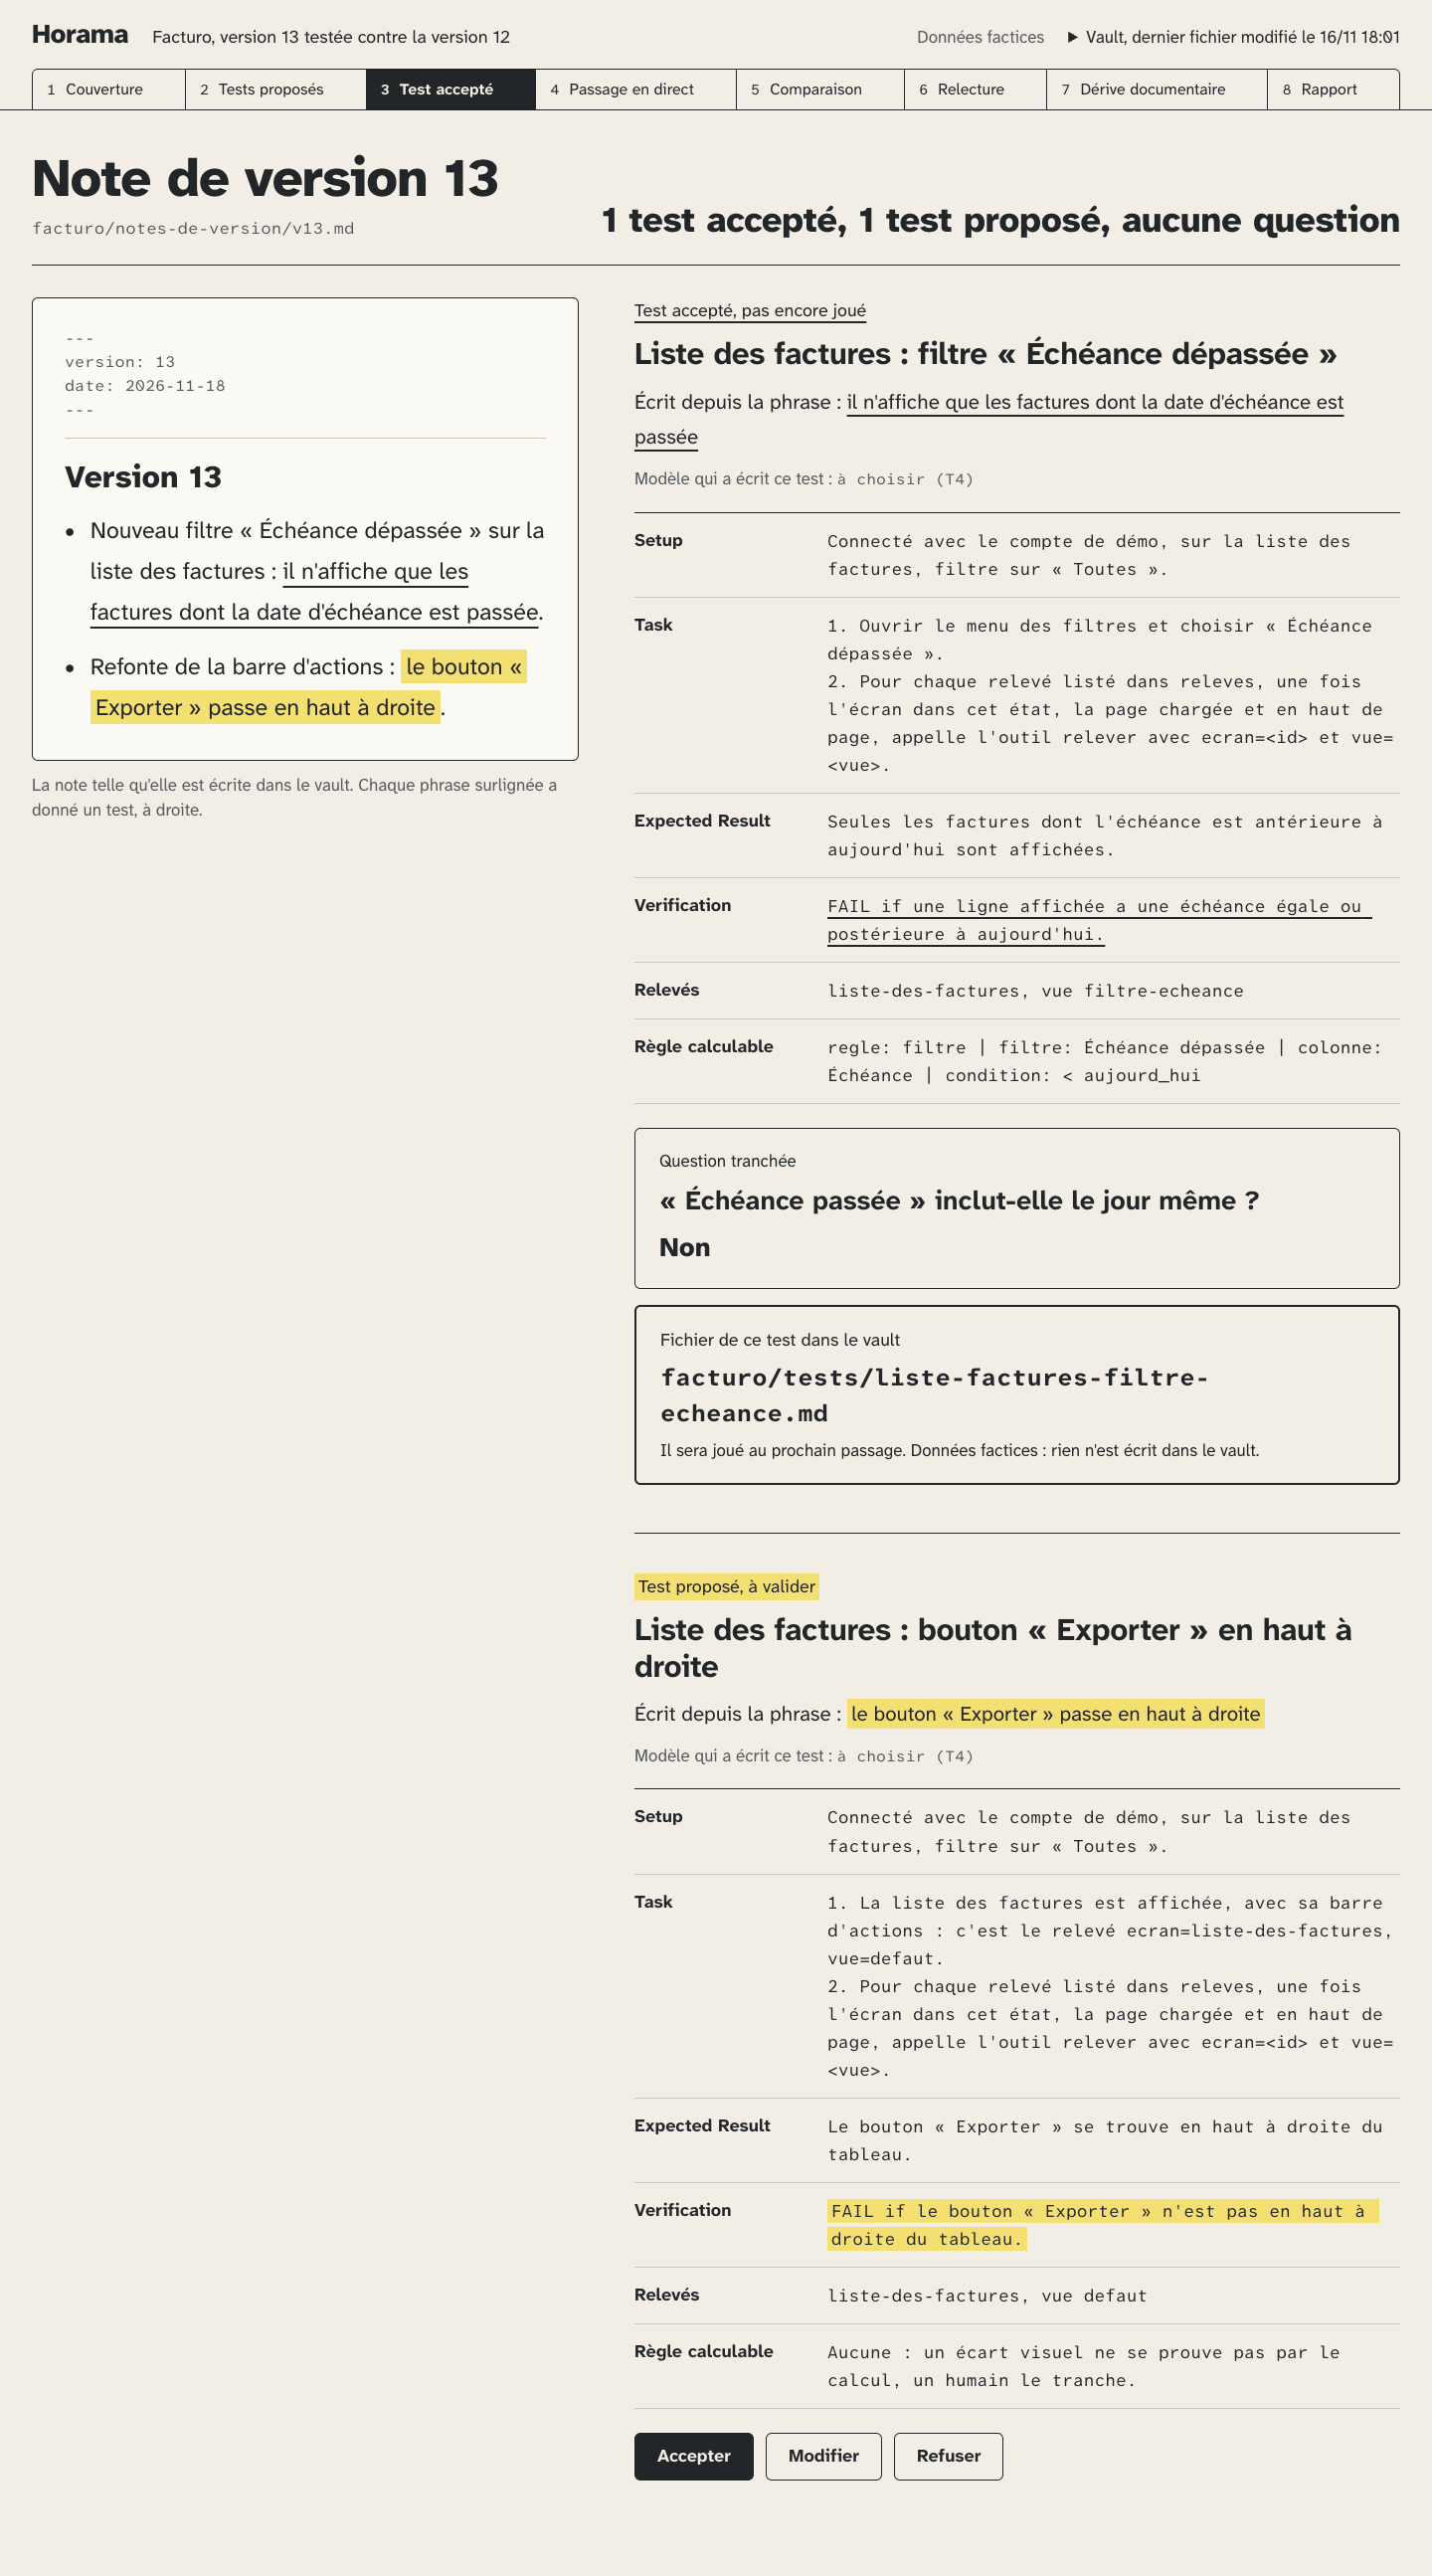 Horama
Facturo, version 13 testée contre la version 12
Données factices
▶ Vault, dernier fichier modifié le 16/11 18:01
1 Couverture
2 Tests proposés
3 Test accepté
4 Passage en direct
5 Comparaison
6 Relecture
7 Dérive documentaire
8 Rapport
Note de version 13
facturo/notes-de-version/v13.md
1 test accepté, 1 test proposé, aucune question
---
version: 13
date: 2026-11-18
---
Version 13
• Nouveau filtre « Échéance dépassée » sur la
liste des factures : il n'affiche que les
factures dont la date d'échéance est passée.
• Refonte de la barre d'actions : le bouton «
Exporter » passe en haut à droite.
La note telle qu'elle est écrite dans le vault. Chaque phrase surlignée a
donné un test, à droite.
Test accepté, pas encore joué
Liste des factures : filtre « Échéance dépassée »
Écrit depuis la phrase : il n'affiche que les factures dont la date d'échéance est
passée
Modèle qui a écrit ce test : à choisir (T4)
Setup
Connecté avec le compte de démo, sur la liste des
factures, filtre sur « Toutes ».
Task
1. Ouvrir le menu des filtres et choisir « Échéance
dépassée ».
2. Pour chaque relevé listé dans releves, une fois
l'écran dans cet état, la page chargée et en haut de
page, appelle l'outil relever avec ecran=<id> et vue=
<vue>.
Expected Result
Seules les factures dont l'échéance est antérieure à
aujourd'hui sont affichées.
Verification
FAIL if une ligne affichée a une échéance égale ou
postérieure à aujourd'hui.
Relevés
liste-des-factures, vue filtre-echeance
Règle calculable
regle: filtre | filtre: Échéance dépassée | colonne:
Échéance | condition: < aujourd_hui
Question tranchée
« Échéance passée » inclut-elle le jour même ?
Non
Fichier de ce test dans le vault
facturo/tests/liste-factures-filtre-
echeance.md
Il sera joué au prochain passage. Données factices : rien n'est écrit dans le vault.
Test proposé, à valider
Liste des factures : bouton « Exporter » en haut à
droite
Écrit depuis la phrase : le bouton « Exporter » passe en haut à droite
Modèle qui a écrit ce test : à choisir (T4)
Setup
Connecté avec le compte de démo, sur la liste des
factures, filtre sur « Toutes ».
Task
1. La liste des factures est affichée, avec sa barre
d'actions : c'est le relevé ecran=liste-des-factures,
vue=defaut.
2. Pour chaque relevé listé dans releves, une fois
l'écran dans cet état, la page chargée et en haut de
page, appelle l'outil relever avec ecran=<id> et vue=
<vue>.
Expected Result
Le bouton « Exporter » se trouve en haut à droite du
tableau.
Verification
FAIL if le bouton « Exporter » n'est pas en haut à
droite du tableau.
Relevés
liste-des-factures, vue defaut
Règle calculable
Aucune : un écart visuel ne se prouve pas par le
calcul, un humain le tranche.
Accepter
Modifier
Refuser